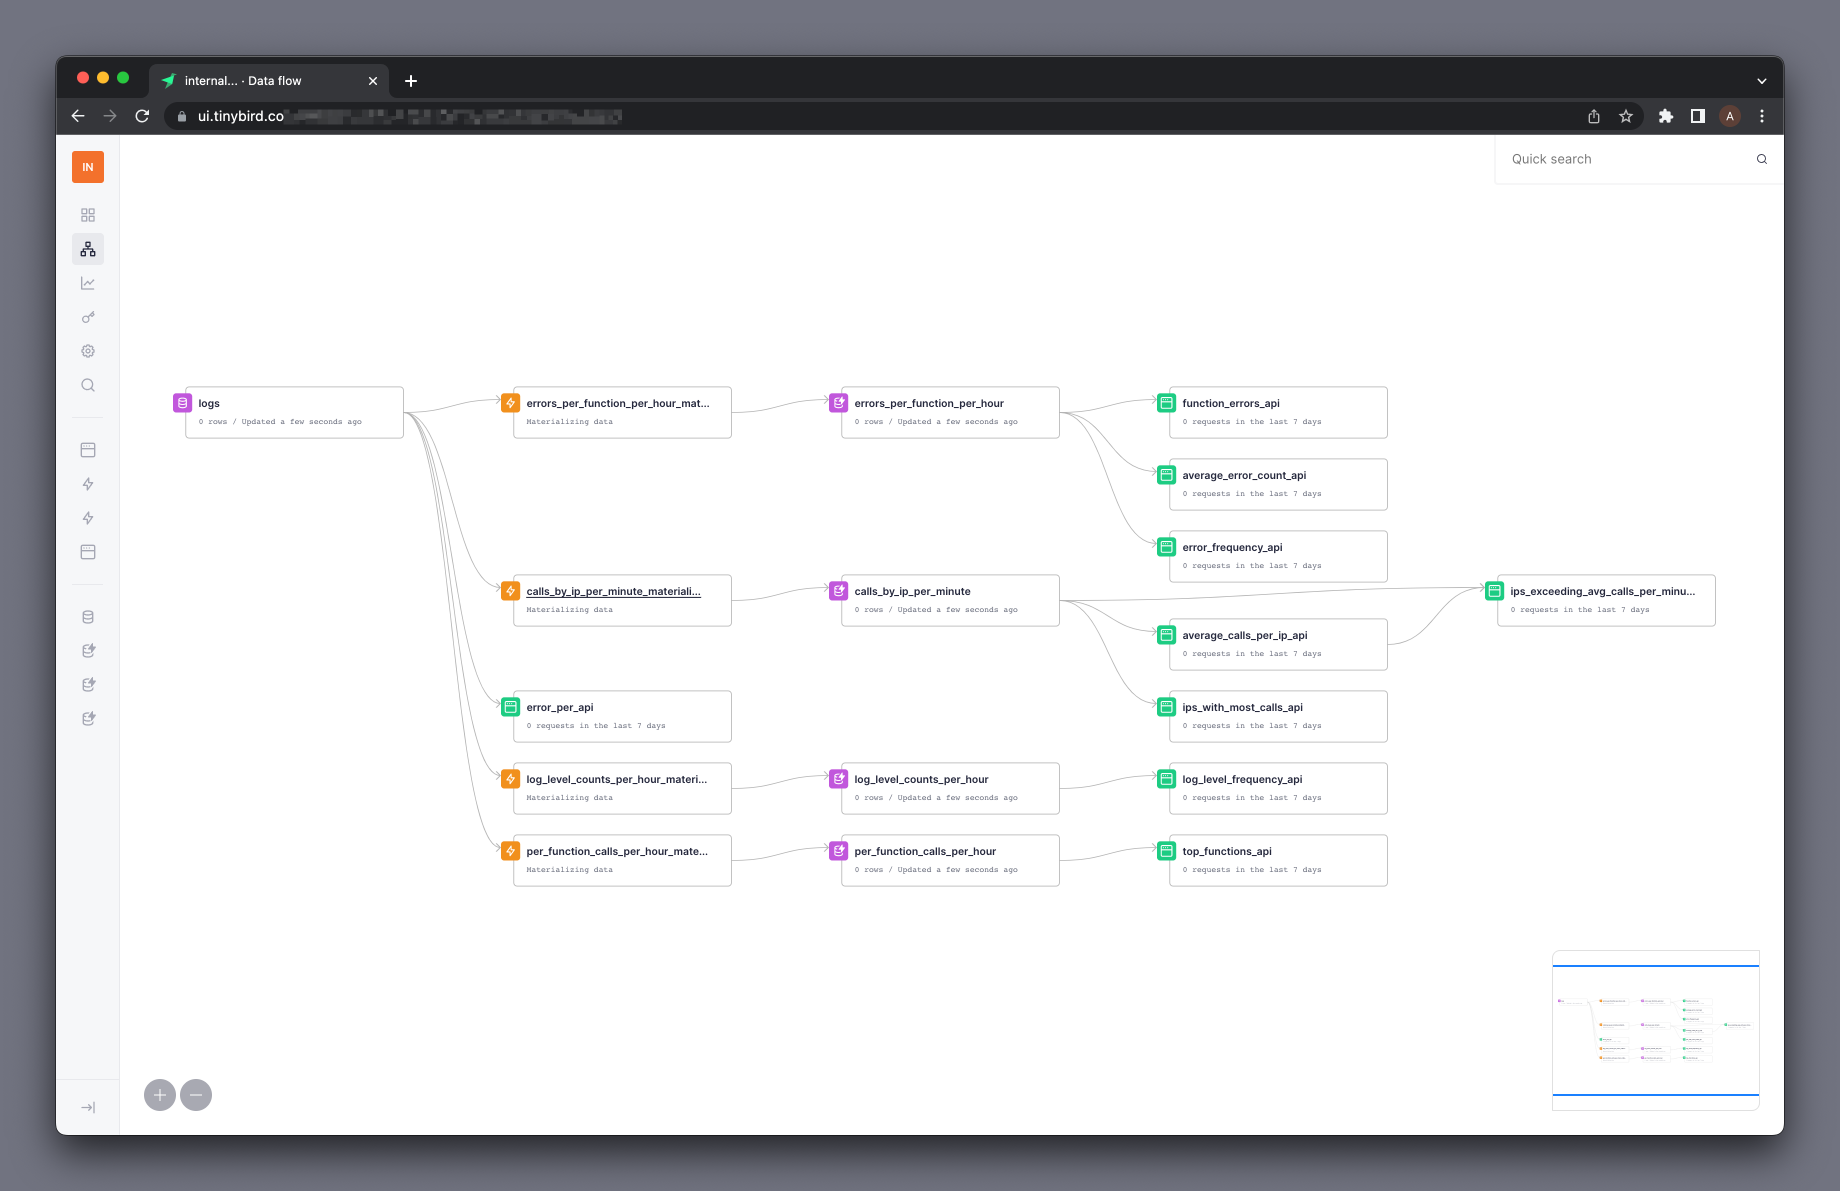 internal... · Data flow
ui.tinybird.co
A
IN
Quick search
logs
0 rows / Updated a few seconds ago
errors_per_function_per_hour_mat...
Materializing data
errors_per_function_per_hour
0 rows / Updated a few seconds ago
function_errors_api
0 requests in the last 7 days
average_error_count_api
0 requests in the last 7 days
error_frequency_api
0 requests in the last 7 days
calls_by_ip_per_minute_materiali...
Materializing data
calls_by_ip_per_minute
0 rows / Updated a few seconds ago
ips_exceeding_avg_calls_per_minu...
0 requests in the last 7 days
average_calls_per_ip_api
0 requests in the last 7 days
error_per_api
0 requests in the last 7 days
ips_with_most_calls_api
0 requests in the last 7 days
log_level_counts_per_hour_materi...
Materializing data
log_level_counts_per_hour
0 rows / Updated a few seconds ago
log_level_frequency_api
0 requests in the last 7 days
per_function_calls_per_hour_mate...
Materializing data
per_function_calls_per_hour
0 rows / Updated a few seconds ago
top_functions_api
0 requests in the last 7 days